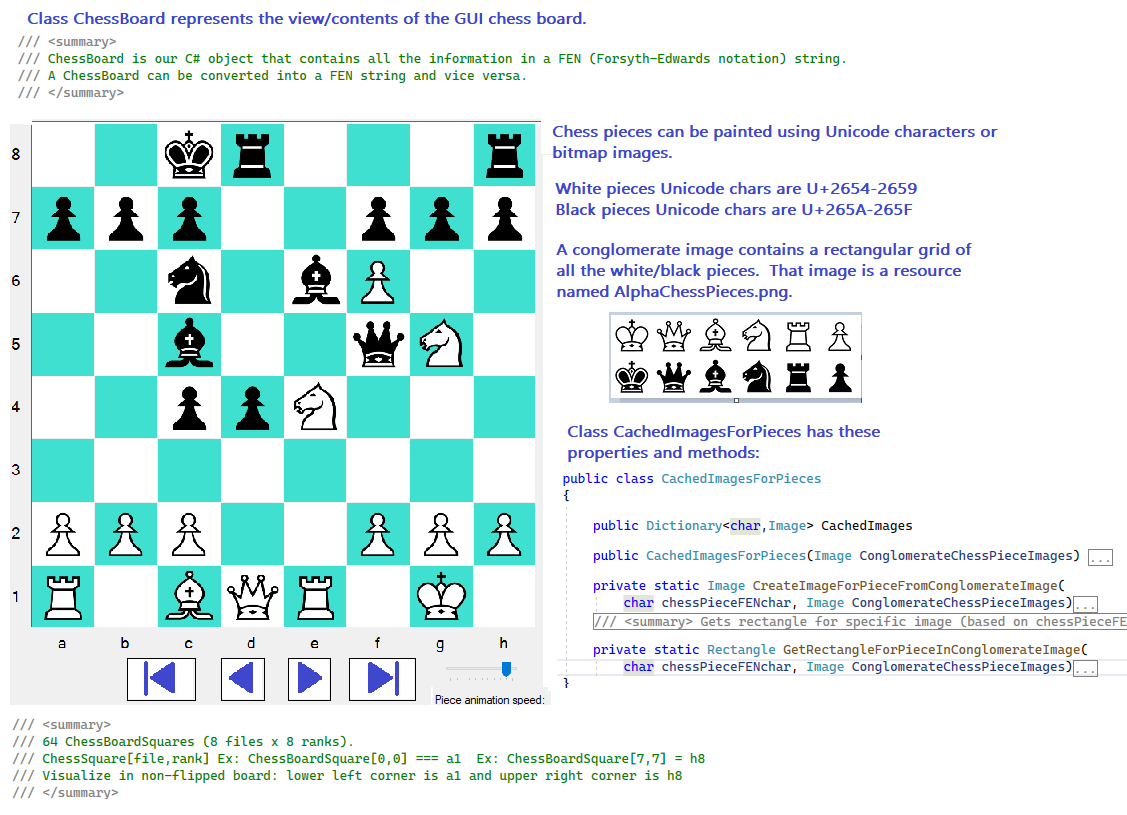 Class ChessBoard represents the view/contents of the GUI chess board.
/// <summary>
/// ChessBoard is our C# object that contains all the information in a FEN (Forsyth-Edwards notation) string.
/// A ChessBoard can be converted into a FEN string and vice versa.
/// </summary>
8
7
6
5
4
3
2
1
a b c d e f g h
Piece animation speed:
Chess pieces can be painted using Unicode characters or
bitmap images.
White pieces Unicode chars are U+2654-2659
Black pieces Unicode chars are U+265A-265F
A conglomerate image contains a rectangular grid of
all the white/black pieces.  That image is a resource
named AlphaChessPieces.png.
Class CachedImagesForPieces has these
properties and methods:
public class CachedImagesForPieces
{
public Dictionary<char,Image> CachedImages
public CachedImagesForPieces(Image ConglomerateChessPieceImages) ...
private static Image CreateImageForPieceFromConglomerateImage(
char chessPieceFENchar, Image ConglomerateChessPieceImages)...
/// <summary> Gets rectangle for specific image (based on chessPieceFE
private static Rectangle GetRectangleForPieceInConglomerateImage(
char chessPieceFENchar, Image ConglomerateChessPieceImages)...
}
/// <summary>
/// 64 ChessBoardSquares (8 files x 8 ranks).
/// ChessSquare[file,rank] Ex: ChessBoardSquare[0,0] === a1  Ex: ChessBoardSquare[7,7] = h8
/// Visualize in non-flipped board: lower left corner is a1 and upper right corner is h8
/// </summary>